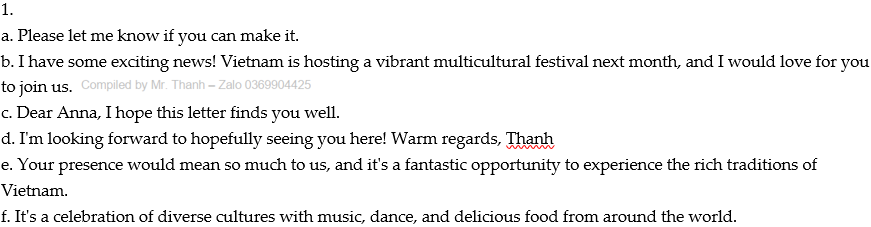 1.
a. Please let me know if you can make it.
b. I have some exciting news! Vietnam is hosting a vibrant multicultural festival next month, and I would love for you
to join us. Compiled by Mr. Thanh – Zalo 0369904425
c. Dear Anna, I hope this letter finds you well.
d. I'm looking forward to hopefully seeing you here! Warm regards, Thanh
e. Your presence would mean so much to us, and it's a fantastic opportunity to experience the rich traditions of
Vietnam.
f. It's a celebration of diverse cultures with music, dance, and delicious food from around the world.